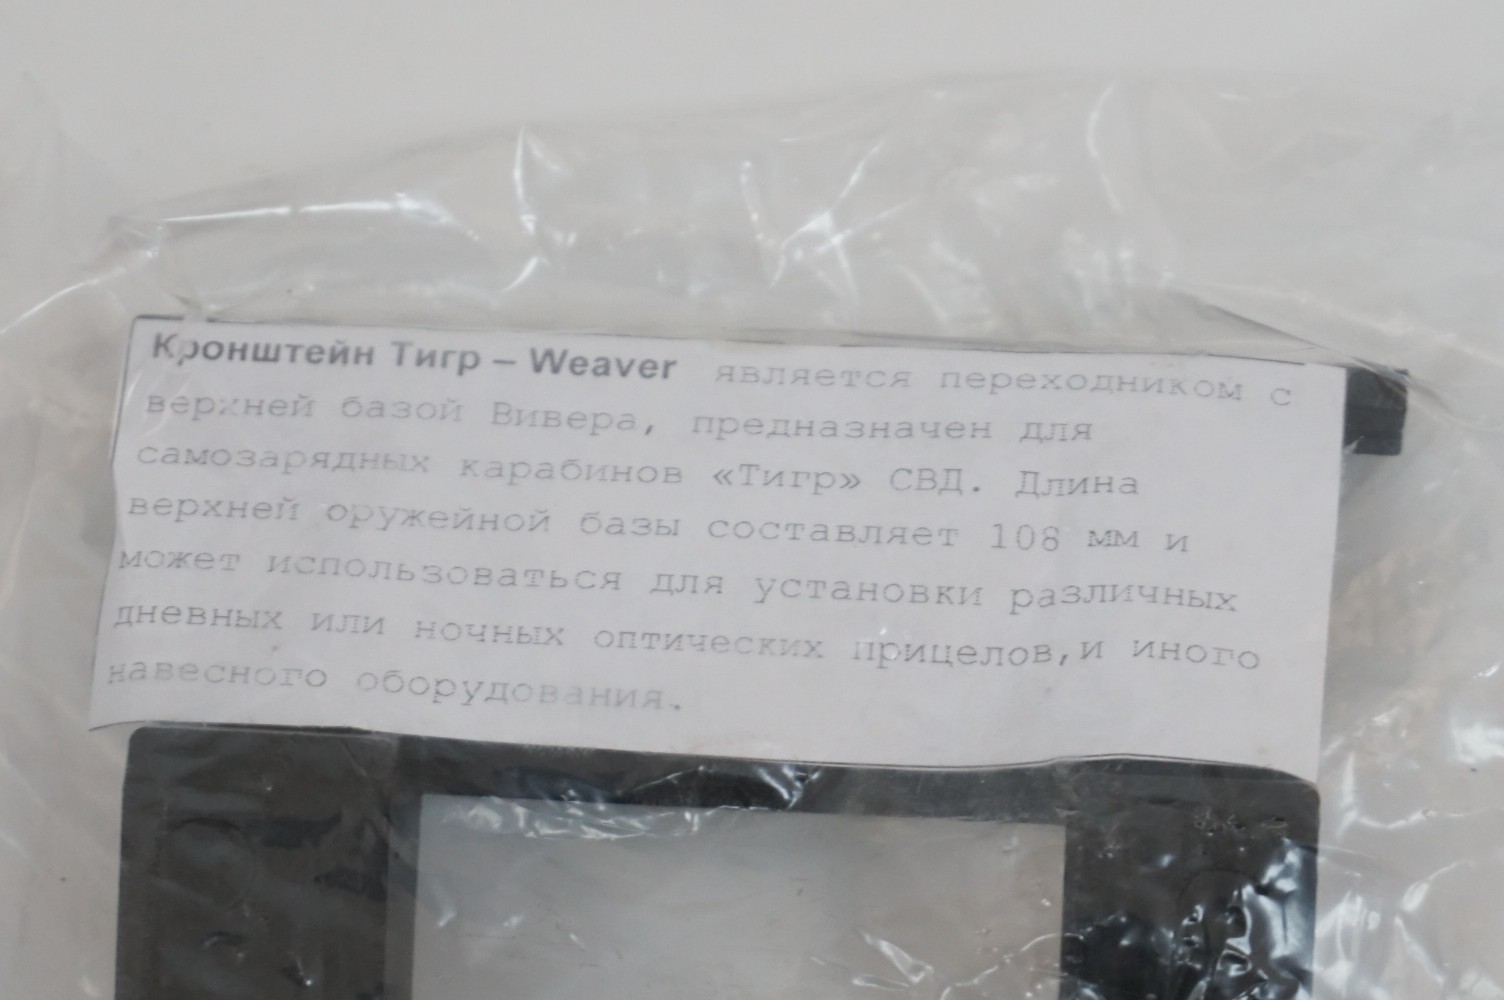 Кронштейн Тигр – Weaver является переходником с
верхней базой Вивера, предназначен для
самозарядных карабинов «Тигр» СВД. Длина
верхней оружейной базы составляет 108 мм и
может использоваться для установки различных
дневных или ночных оптических прицелов,и иного
навесного оборудования.